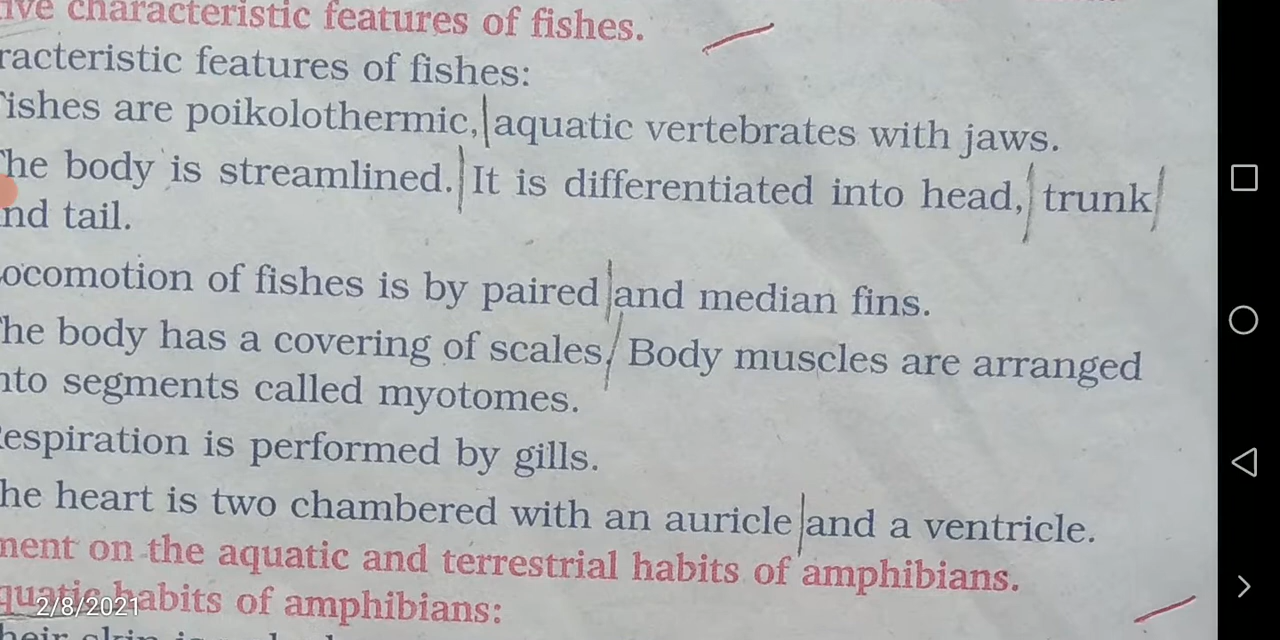 ive characteristic features of fishes.
racteristic features of fishes:
ishes are poikolothermic, aquatic vertebrates with jaws.
he body is streamlined. It is differentiated into head, trunk
nd tail.
ocomotion of fishes is by paired and median fins.
he body has a covering of scales. Body muscles are arranged
nto segments called myotomes.
espiration is performed by gills.
he heart is two chambered with an auricle and a ventricle.
ment on the aquatic and terrestrial habits of amphibians.
quatic habits of amphibians:
2/8/2021